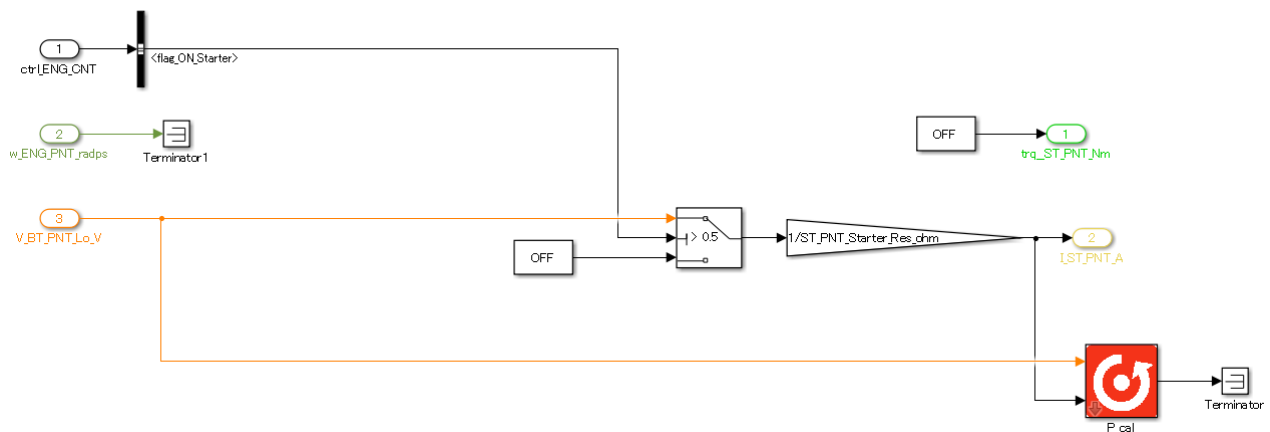 1
ctrl_ENG_CNT
<flag_ON_Starter>
2
w_ENG_PNT_radps
Terminator1
OFF
1
trq_ST_PNT_Nm
3
V_BT_PNT_Lo_V
> 0.5
OFF
1/ST_PNT_Starter_Res_ohm
2
I_ST_PNT_A
P cal
Terminator